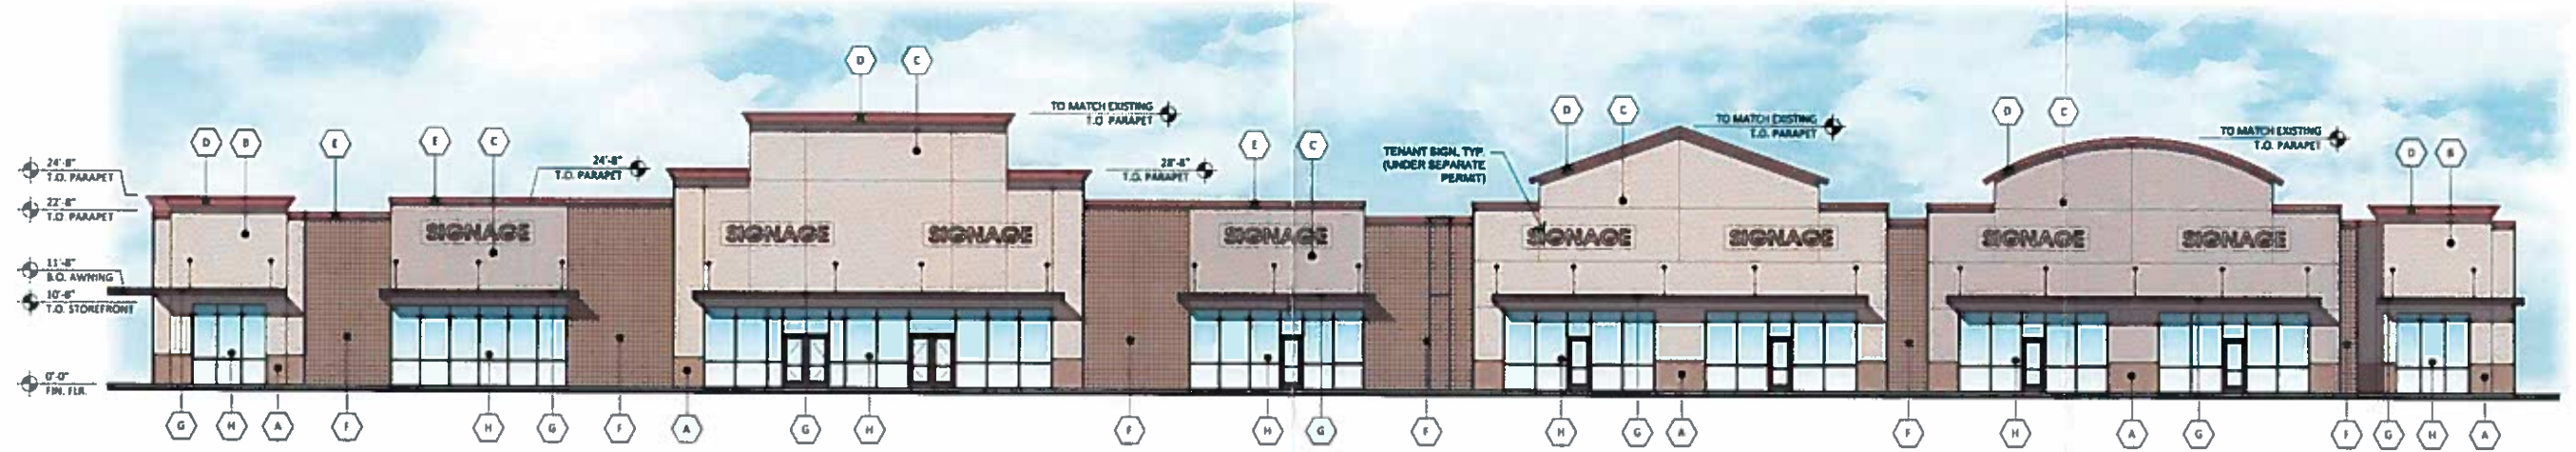 D C
TO MATCH EXISTING
T.O. PARAPET
D C
TO MATCH EXISTING
T.O. PARAPET
D C
TO MATCH EXISTING
T.O. PARAPET
D B E E C
24'-8"
T.O. PARAPET
E C
TENANT SIGN, TYP.
(UNDER SEPARATE
PERMIT)
D B
24'-8"
T.O. PARAPET
28'-8"
T.O. PARAPET
22'-8"
T.O. PARAPET
SIGNAGE
SIGNAGE
SIGNAGE
SIGNAGE
SIGNAGE
SIGNAGE
SIGNAGE
SIGNAGE
11'-8"
B.O. AWNING
10'-8"
T.O. STOREFRONT
0'-0"
FIN. FLR.
G H A F H G F A G H F H G F H G A F H A G F G H A